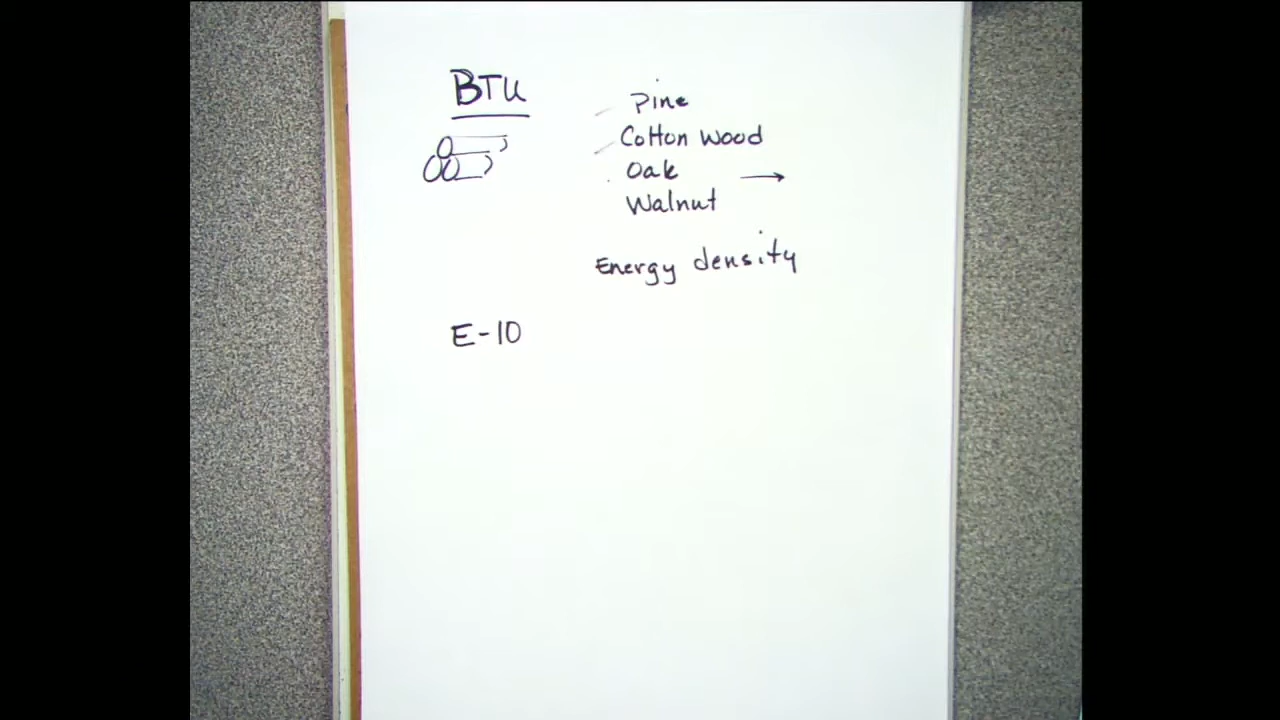 BTU
Pine
Cotton wood
Oak →
Walnut
Energy density
E-10